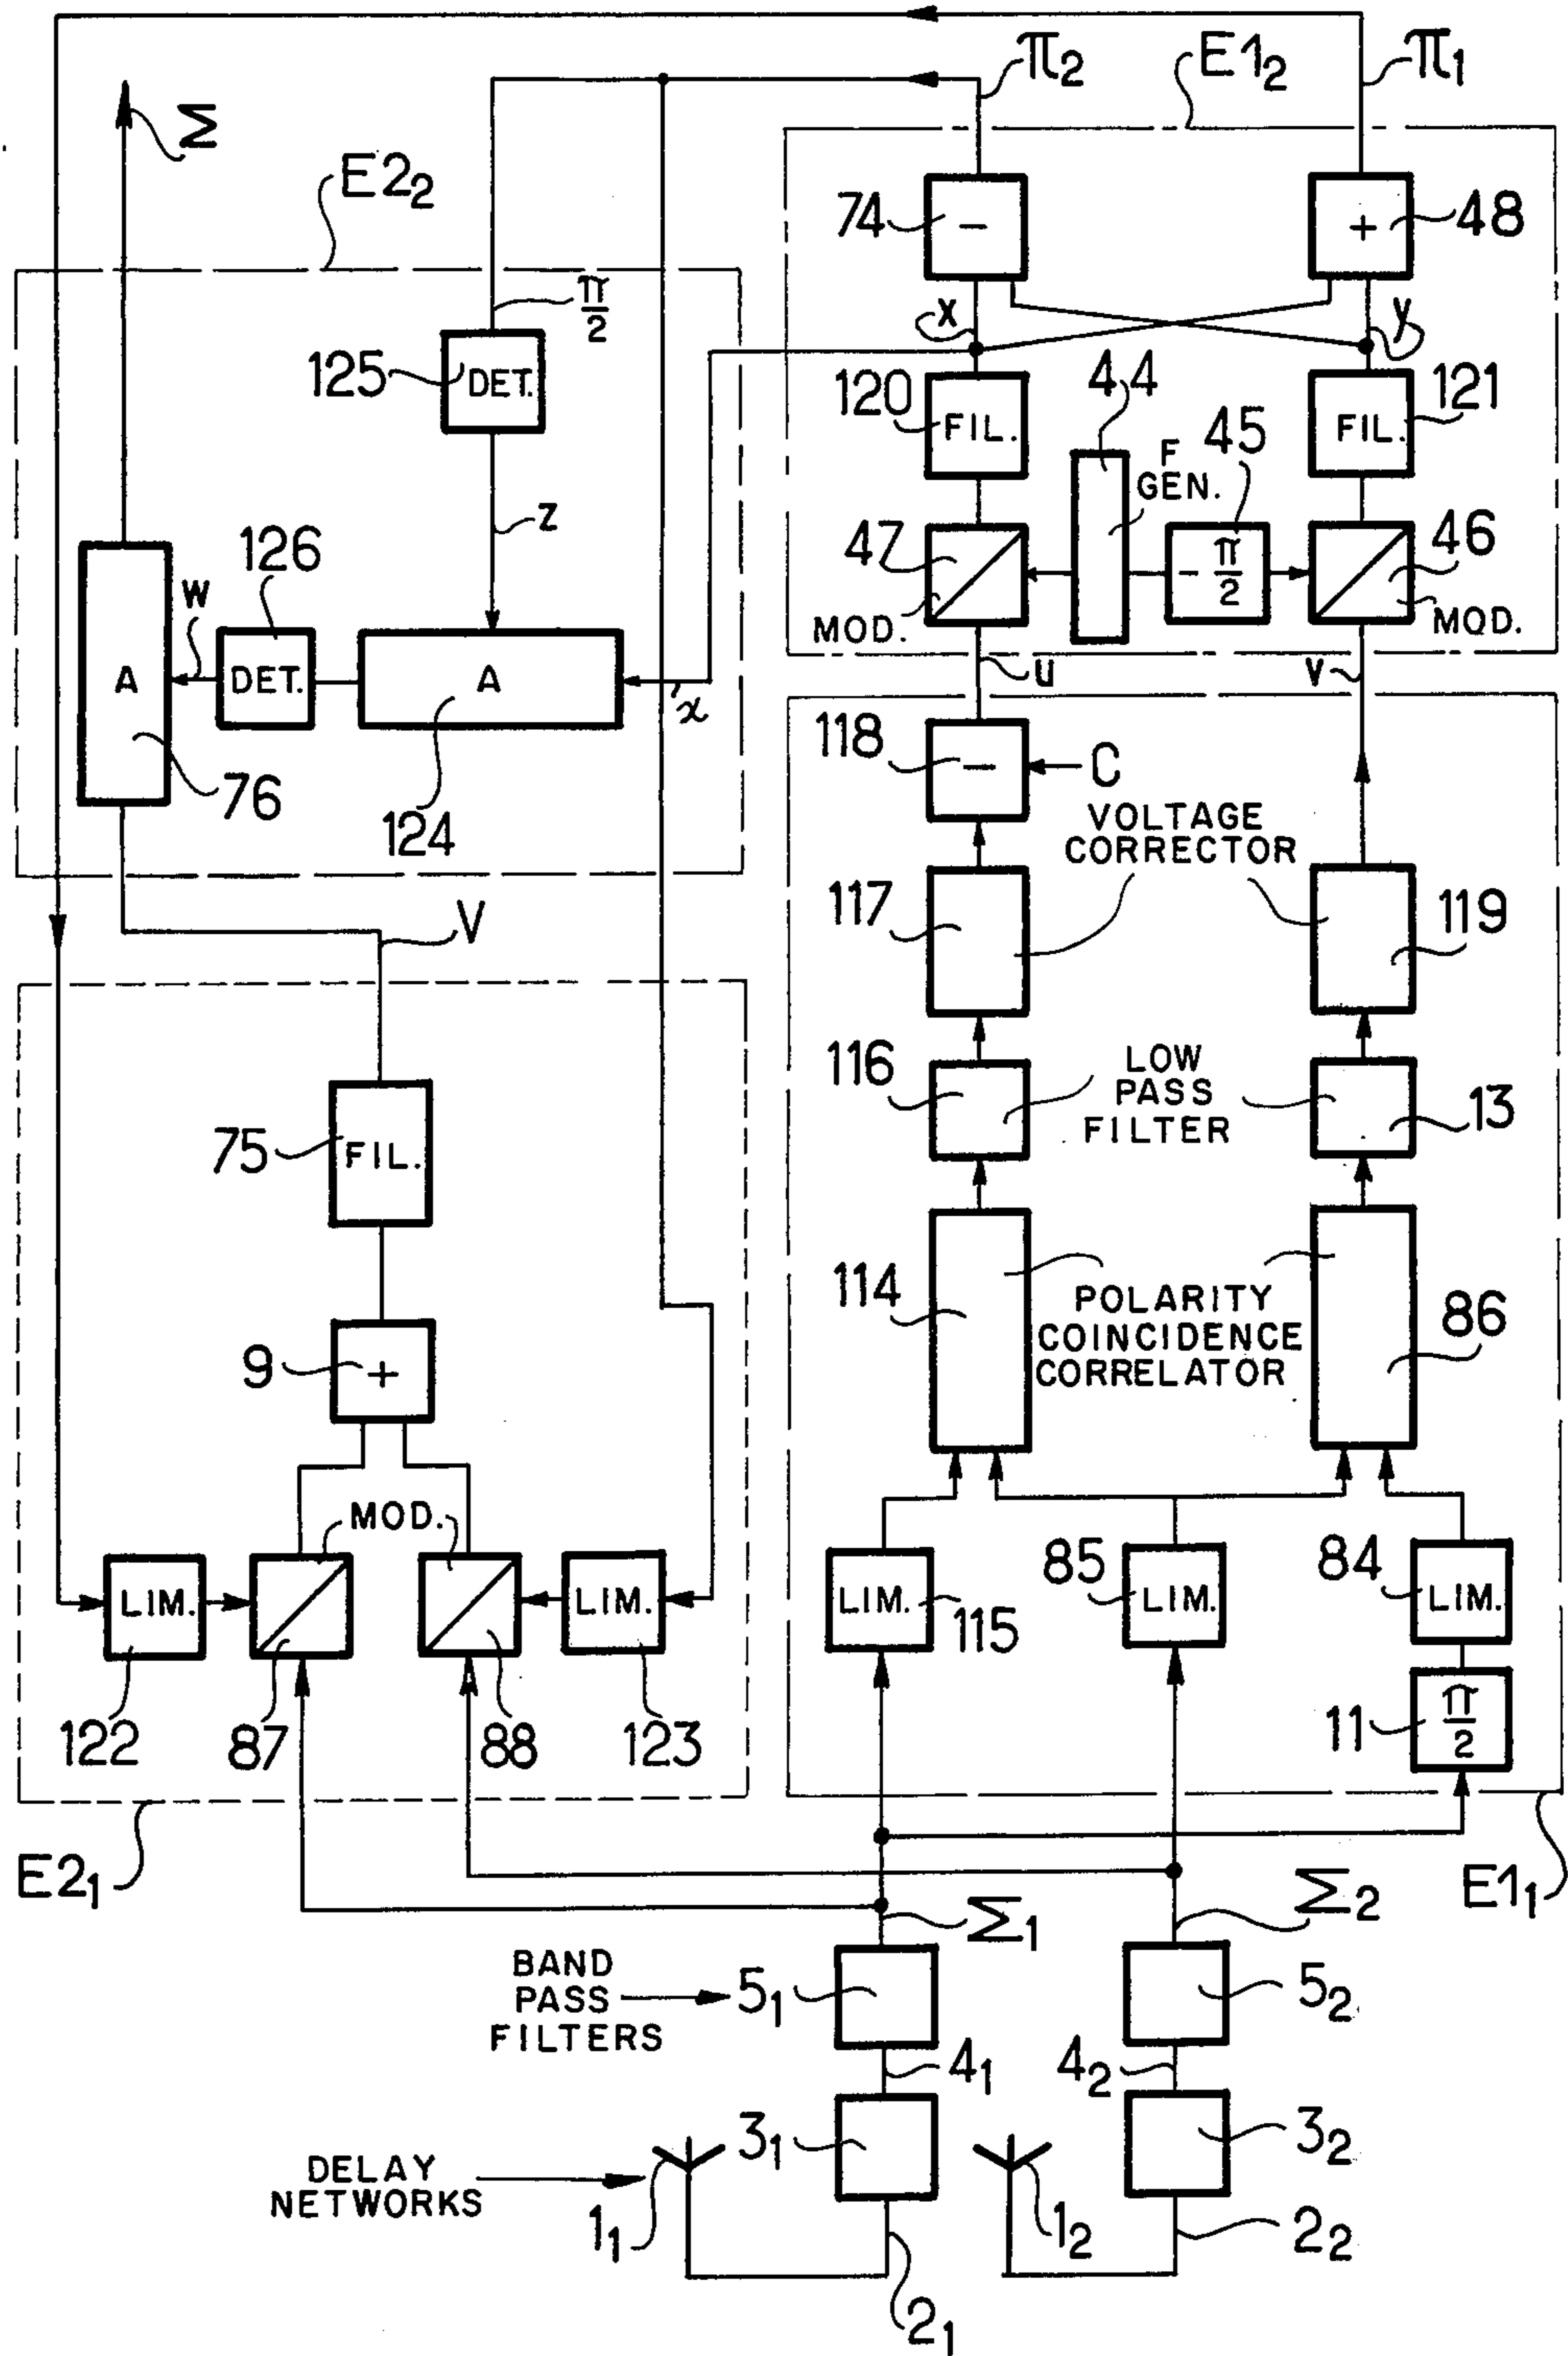 π₂
E1₂
π₁
Σ
E2₂
74
−
+
48
π/2
x
y
125
DET.
44
120
FIL.
F
GEN.
45
121
FIL.
z
126
47
− π/2
46
W
MOD.
MOD.
A
DET.
A
x
u
v
76
124
118
−
C
VOLTAGE
CORRECTOR
117
119
V
116
LOW
PASS
FILTER
13
75
FIL.
114
POLARITY
COINCIDENCE
CORRELATOR
86
9
+
MOD.
LIM.
LIM.
LIM.
115
85
LIM.
84
LIM.
122
87
88
123
11
π/2
E2₁
E1₁
Σ₁
Σ₂
BAND
PASS
FILTERS
5₁
5₂
4₁
4₂
3₁
3₂
DELAY
NETWORKS
1₁
1₂
2₂
2₁